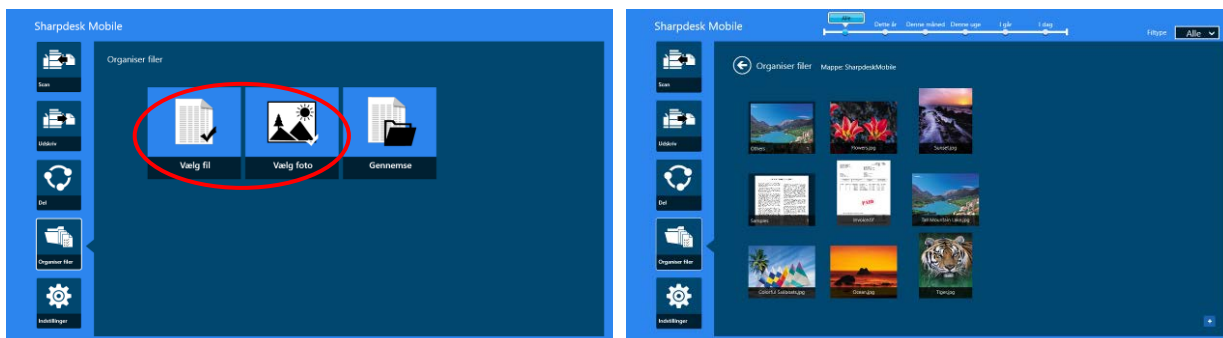 Sharpdesk Mobile
Organiser filer
Scan
Udskriv
Del
Organiser filer
Indstillinger
Vælg fil
Vælg foto
Gennemse
Sharpdesk Mobile
Alle
Dette år
Denne måned
Denne uge
I går
I dag
Filtype
Alle
Organiser filer
Mappe: SharpdeskMobile
Scan
Udskriv
Del
Organiser filer
Indstillinger
Others
Flowers.jpg
Sunset.jpg
Samples
Invoice.tif
Colorful Sailboats.jpg
Ocean.jpg
Tiger.jpg